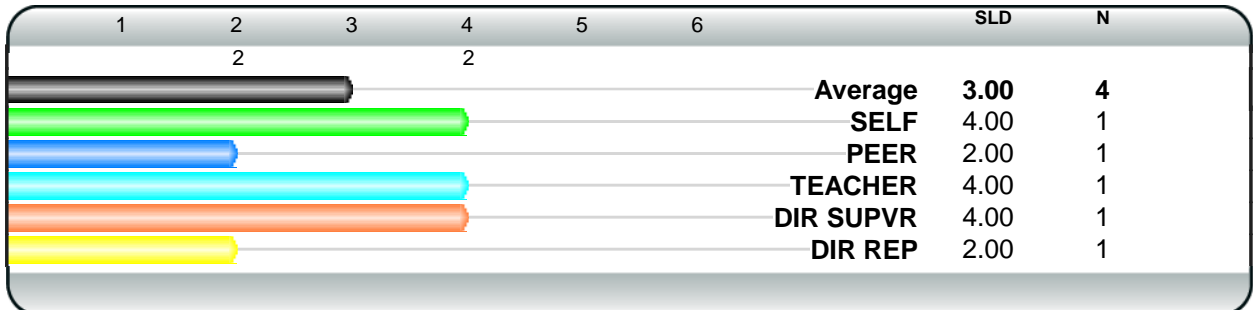 1 2 3 4 5 6 SLD N
2 2
Average 3.00 4
SELF 4.00 1
PEER 2.00 1
TEACHER 4.00 1
DIR SUPVR 4.00 1
DIR REP 2.00 1